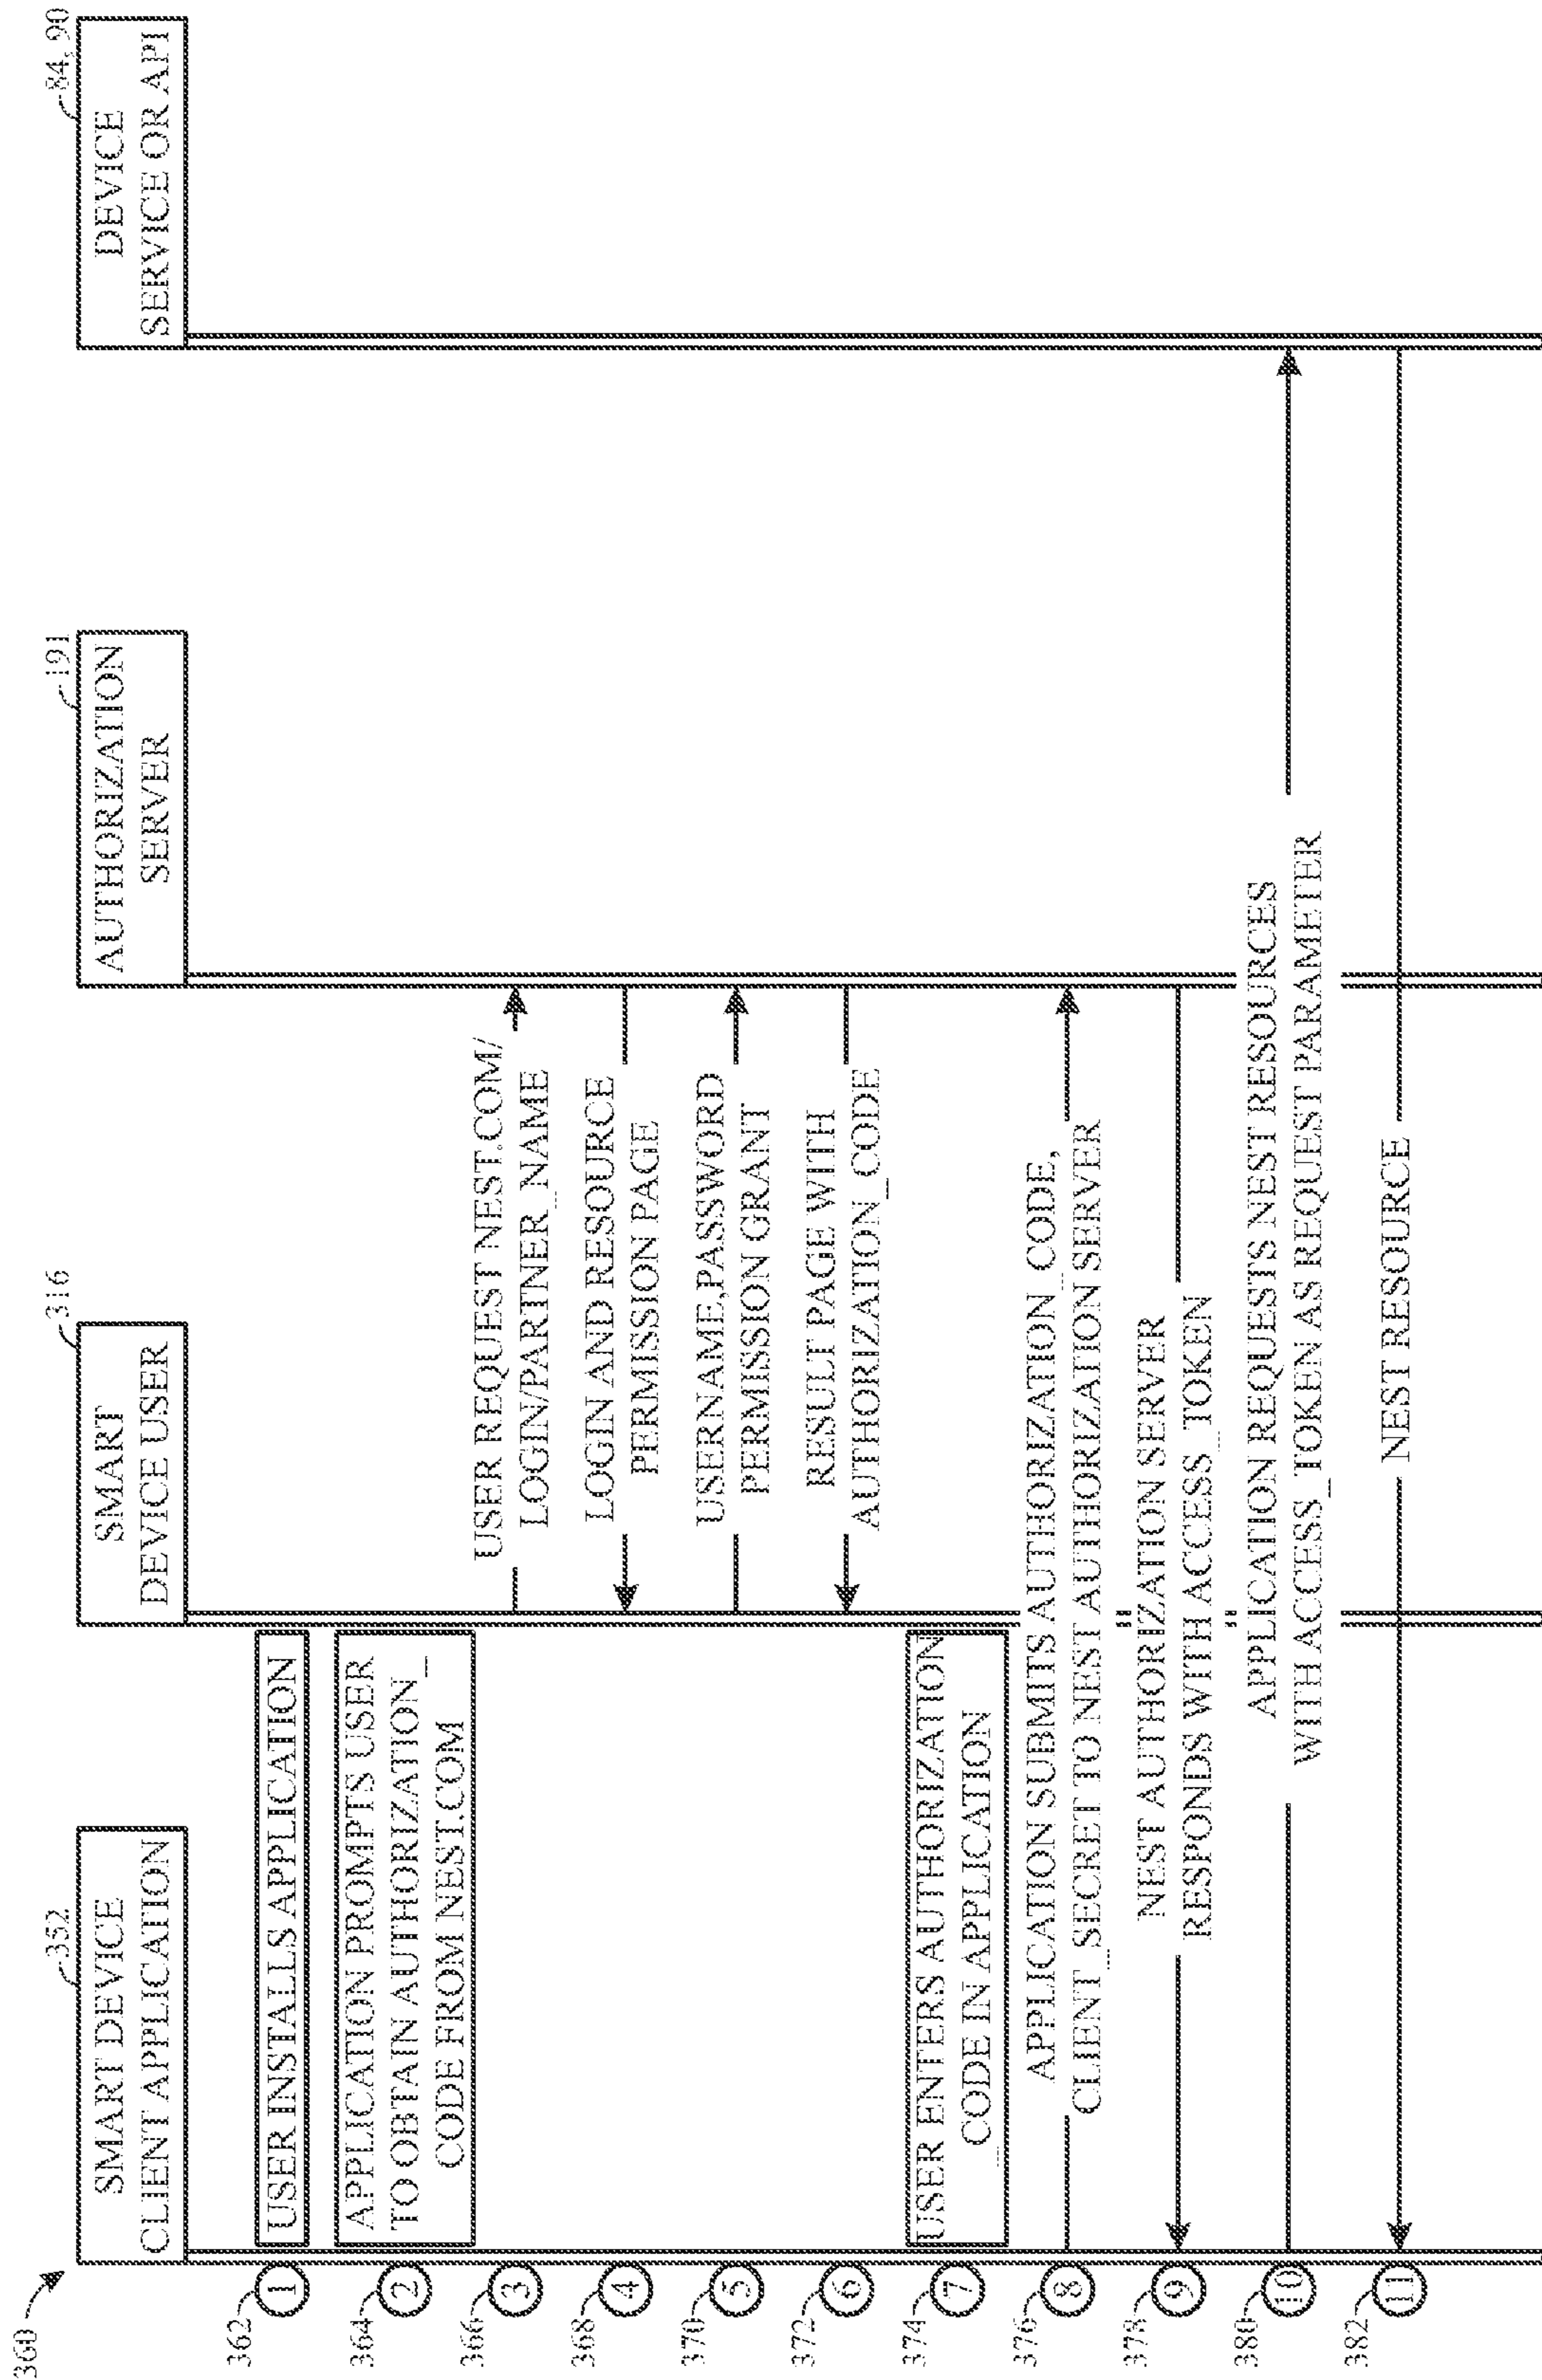 360
352
SMART DEVICE
CLIENT APPLICATION
316
SMART
DEVICE USER
191
AUTHORIZATION
SERVER
84, 90
DEVICE
SERVICE OR API
362
1
USER INSTALLS APPLICATION
364
2
APPLICATION PROMPTS USER
TO OBTAIN AUTHORIZATION_
CODE FROM NEST.COM
366
3
USER REQUEST NEST.COM/
LOGIN/PARTNER_NAME
368
4
LOGIN AND RESOURCE
PERMISSION PAGE
370
5
USERNAME,PASSWORD
PERMISSION GRANT
372
6
RESULT PAGE WITH
AUTHORIZATION_CODE
374
7
USER ENTERS AUTHORIZATION
_CODE IN APPLICATION
376
8
APPLICATION SUBMITS AUTHORIZATION_CODE,
CLIENT_SECRET TO NEST AUTHORIZATION SERVER
378
9
NEST AUTHORIZATION SERVER
RESPONDS WITH ACCESS_TOKEN
380
10
APPLICATION REQUESTS NEST RESOURCES
WITH ACCESS_TOKEN AS REQUEST PARAMETER
382
11
NEST RESOURCE